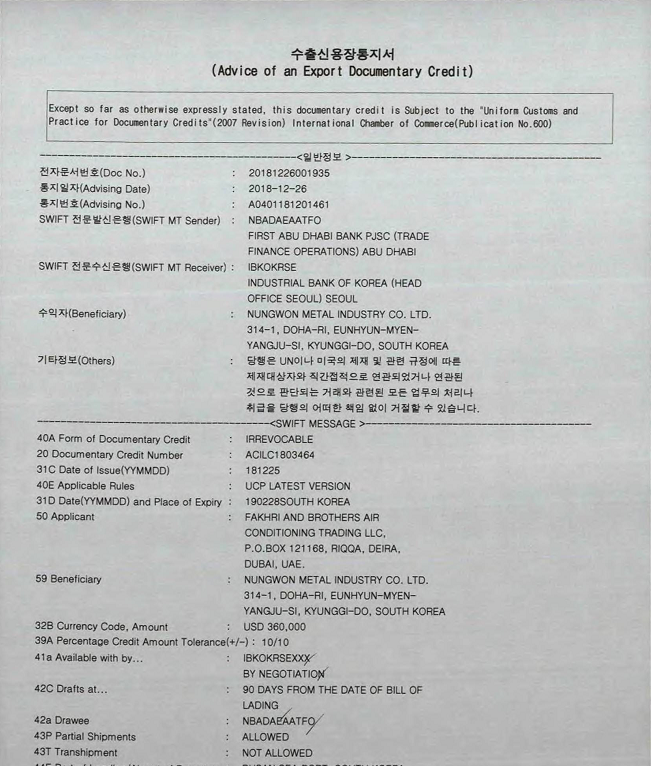 수출신용장통지서
(Advice of an Export Documentary Credit)
Except so far as otherwise expressly stated, this documentary credit is Subject to the "Uniform Customs and
Practice for Documentary Credits"(2007 Revision) International Chamber of Commerce(Publication No.600)
<일반정보 >
전자문서번호(Doc No.) : 20181226001935
통지일자(Advising Date) : 2018-12-26
통지번호(Advising No.) : A0401181201461
SWIFT 전문발신은행(SWIFT MT Sender) : NBADAEAATFO
FIRST ABU DHABI BANK PJSC (TRADE
FINANCE OPERATIONS) ABU DHABI
SWIFT 전문수신은행(SWIFT MT Receiver) : IBKOKRSE
INDUSTRIAL BANK OF KOREA (HEAD
OFFICE SEOUL) SEOUL
수익자(Beneficiary) : NUNGWON METAL INDUSTRY CO. LTD.
314-1, DOHA-RI, EUNHYUN-MYEN-
YANGJU-SI, KYUNGGI-DO, SOUTH KOREA
기타정보(Others) : 당행은 UN이나 미국의 제재 및 관련 규정에 따른
제재대상자와 직간접적으로 연관되었거나 연관된
것으로 판단되는 거래와 관련된 모든 업무의 처리나
취급을 당행의 어떠한 책임 없이 거절할 수 있습니다.
<SWIFT MESSAGE >
40A Form of Documentary Credit : IRREVOCABLE
20 Documentary Credit Number : ACILC1803464
31C Date of Issue(YYMMDD) : 181225
40E Applicable Rules : UCP LATEST VERSION
31D Date(YYMMDD) and Place of Expiry : 190228SOUTH KOREA
50 Applicant : FAKHRI AND BROTHERS AIR
CONDITIONING TRADING LLC,
P.O.BOX 121168, RIQQA, DEIRA,
DUBAI, UAE.
59 Beneficiary : NUNGWON METAL INDUSTRY CO. LTD.
314-1, DOHA-RI, EUNHYUN-MYEN-
YANGJU-SI, KYUNGGI-DO, SOUTH KOREA
32B Currency Code, Amount : USD 360,000
39A Percentage Credit Amount Tolerance(+/-) : 10/10
41a Available with by... : IBKOKRSEXXX
BY NEGOTIATION
42C Drafts at... : 90 DAYS FROM THE DATE OF BILL OF
LADING
42a Drawee : NBADAEAATFO
43P Partial Shipments : ALLOWED
43T Transhipment : NOT ALLOWED